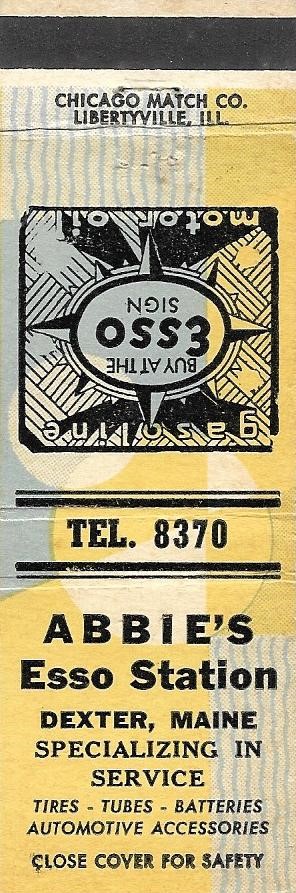 CHICAGO MATCH CO.
LIBERTYVILLE, ILL.
gasoline
BUY AT THE
ESSO
SIGN
motor oil
TEL. 8370
ABBIE'S
Esso Station
DEXTER, MAINE
SPECIALIZING IN
SERVICE
TIRES - TUBES - BATTERIES
AUTOMOTIVE ACCESSORIES
CLOSE COVER FOR SAFETY